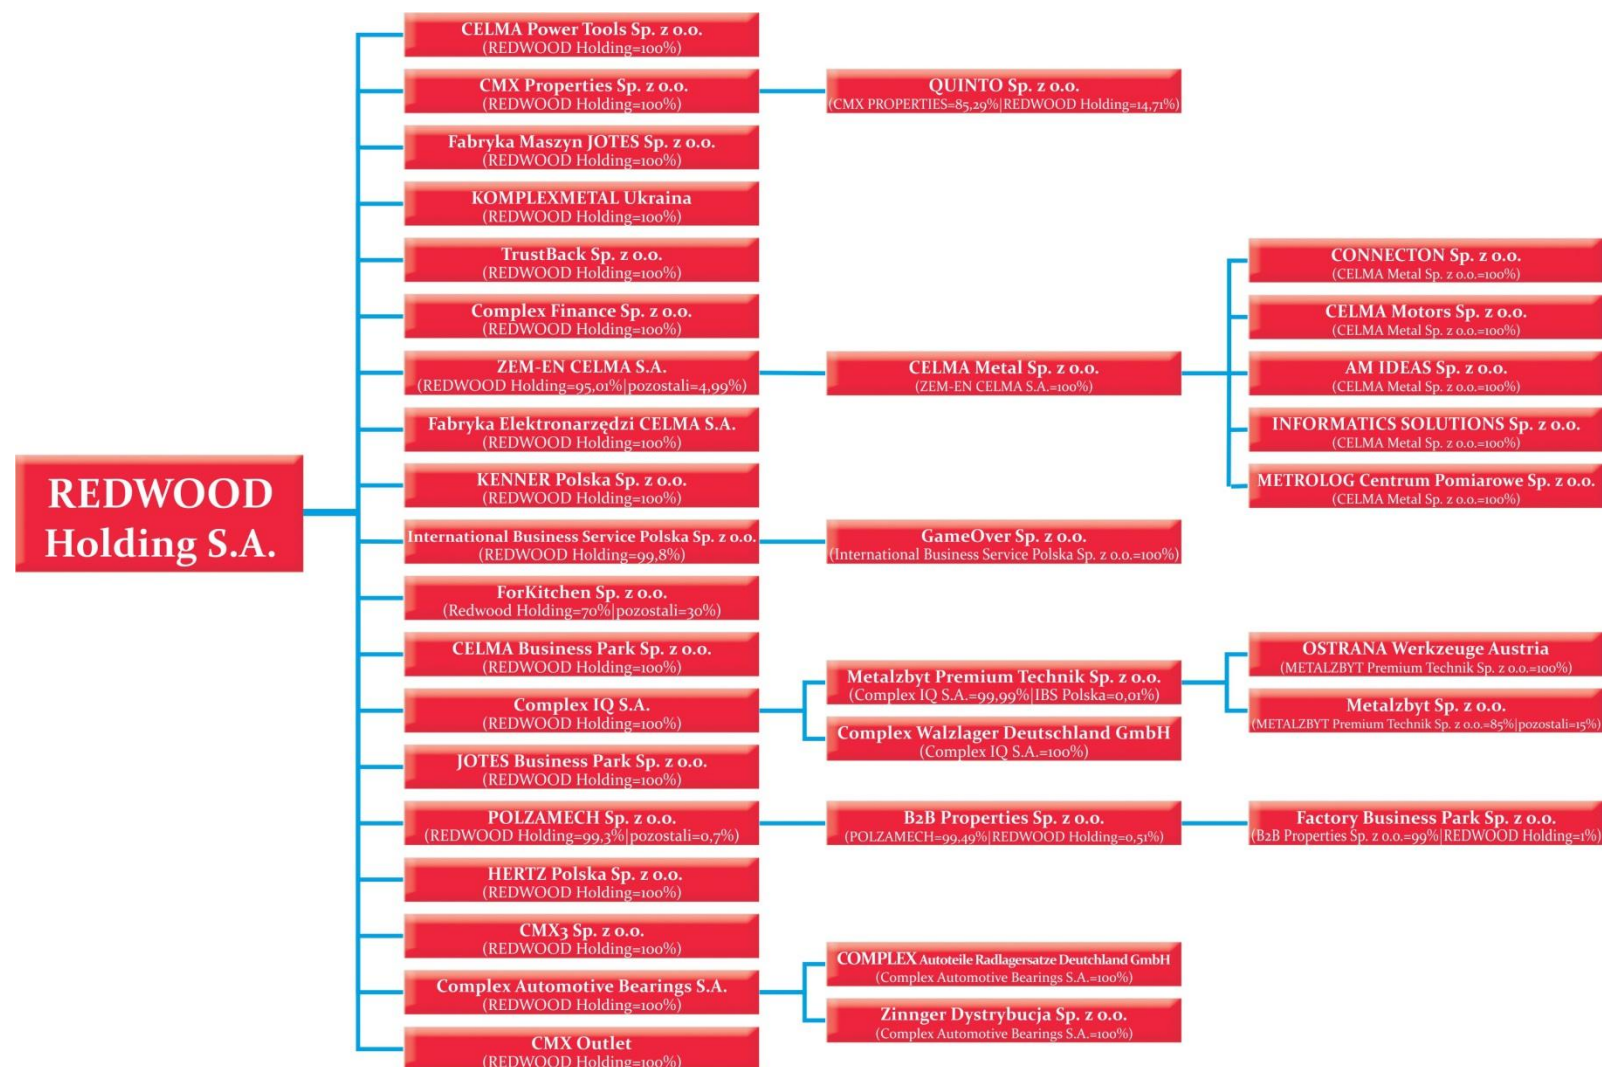 REDWOOD
Holding S.A.
CELMA Power Tools Sp. z o.o.
(REDWOOD Holding=100%)
CMX Properties Sp. z o.o.
(REDWOOD Holding=100%)
QUINTO Sp. z o.o.
(CMX PROPERTIES=85,29%|REDWOOD Holding=14,71%)
Fabryka Maszyn JOTES Sp. z o.o.
(REDWOOD Holding=100%)
KOMPLEXMETAL Ukraina
(REDWOOD Holding=100%)
TrustBack Sp. z o.o.
(REDWOOD Holding=100%)
Complex Finance Sp. z o.o.
(REDWOOD Holding=100%)
ZEM-EN CELMA S.A.
(REDWOOD Holding=95,01%|pozostali=4,99%)
CELMA Metal Sp. z o.o.
(ZEM-EN CELMA S.A.=100%)
CONNECTON Sp. z o.o.
(CELMA Metal Sp. z o.o.=100%)
CELMA Motors Sp. z o.o.
(CELMA Metal Sp. z o.o.=100%)
AM IDEAS Sp. z o.o.
(CELMA Metal Sp. z o.o.=100%)
INFORMATICS SOLUTIONS Sp. z o.o.
(CELMA Metal Sp. z o.o.=100%)
METROLOG Centrum Pomiarowe Sp. z o.o.
(CELMA Metal Sp. z o.o.=100%)
Fabryka Elektronarzędzi CELMA S.A.
(REDWOOD Holding=100%)
KENNER Polska Sp. z o.o.
(REDWOOD Holding=100%)
International Business Service Polska Sp. z o.o.
(REDWOOD Holding=99,8%)
GameOver Sp. z o.o.
(International Business Service Polska Sp. z o.o.=100%)
ForKitchen Sp. z o.o.
(Redwood Holding=70%|pozostali=30%)
CELMA Business Park Sp. z o.o.
(REDWOOD Holding=100%)
Complex IQ S.A.
(REDWOOD Holding=100%)
Metalzbyt Premium Technik Sp. z o.o.
(Complex IQ S.A.=99,99%|IBS Polska=0,01%)
OSTRANA Werkzeuge Austria
(METALZBYT Premium Technik Sp. z o.o.=100%)
Metalzbyt Sp. z o.o.
(METALZBYT Premium Technik Sp. z o.o.=85%|pozostali=15%)
Complex Walzlager Deutschland GmbH
(Complex IQ S.A.=100%)
JOTES Business Park Sp. z o.o.
(REDWOOD Holding=100%)
POLZAMECH Sp. z o.o.
(REDWOOD Holding=99,3%|pozostali=0,7%)
B2B Properties Sp. z o.o.
(POLZAMECH=99,49%|REDWOOD Holding=0,51%)
Factory Business Park Sp. z o.o.
(B2B Properties Sp. z o.o.=99%|REDWOOD Holding=1%)
HERTZ Polska Sp. z o.o.
(REDWOOD Holding=100%)
CMX3 Sp. z o.o.
(REDWOOD Holding=100%)
Complex Automotive Bearings S.A.
(REDWOOD Holding=100%)
COMPLEX Autoteile Radlagersatze Deutchland GmbH
(Complex Automotive Bearings S.A.=100%)
Zinnger Dystrybucja Sp. z o.o.
(Complex Automotive Bearings S.A.=100%)
CMX Outlet
(REDWOOD Holding=100%)